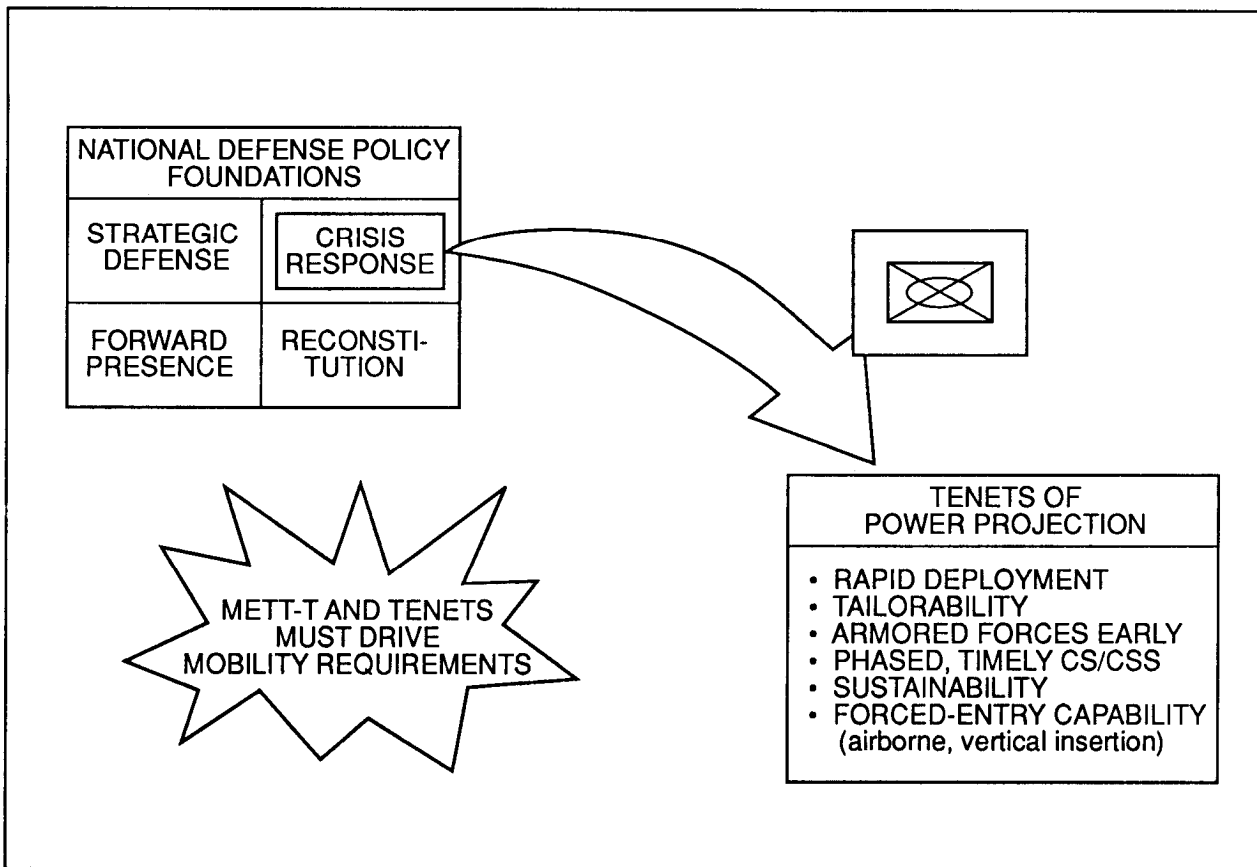 NATIONAL DEFENSE POLICY
FOUNDATIONS
STRATEGIC
DEFENSE
CRISIS
RESPONSE
FORWARD
PRESENCE
RECONSTI-
TUTION
METT-T AND TENETS
MUST DRIVE
MOBILITY REQUIREMENTS
TENETS OF
POWER PROJECTION
• RAPID DEPLOYMENT
• TAILORABILITY
• ARMORED FORCES EARLY
• PHASED, TIMELY CS/CSS
• SUSTAINABILITY
• FORCED-ENTRY CAPABILITY
(airborne, vertical insertion)